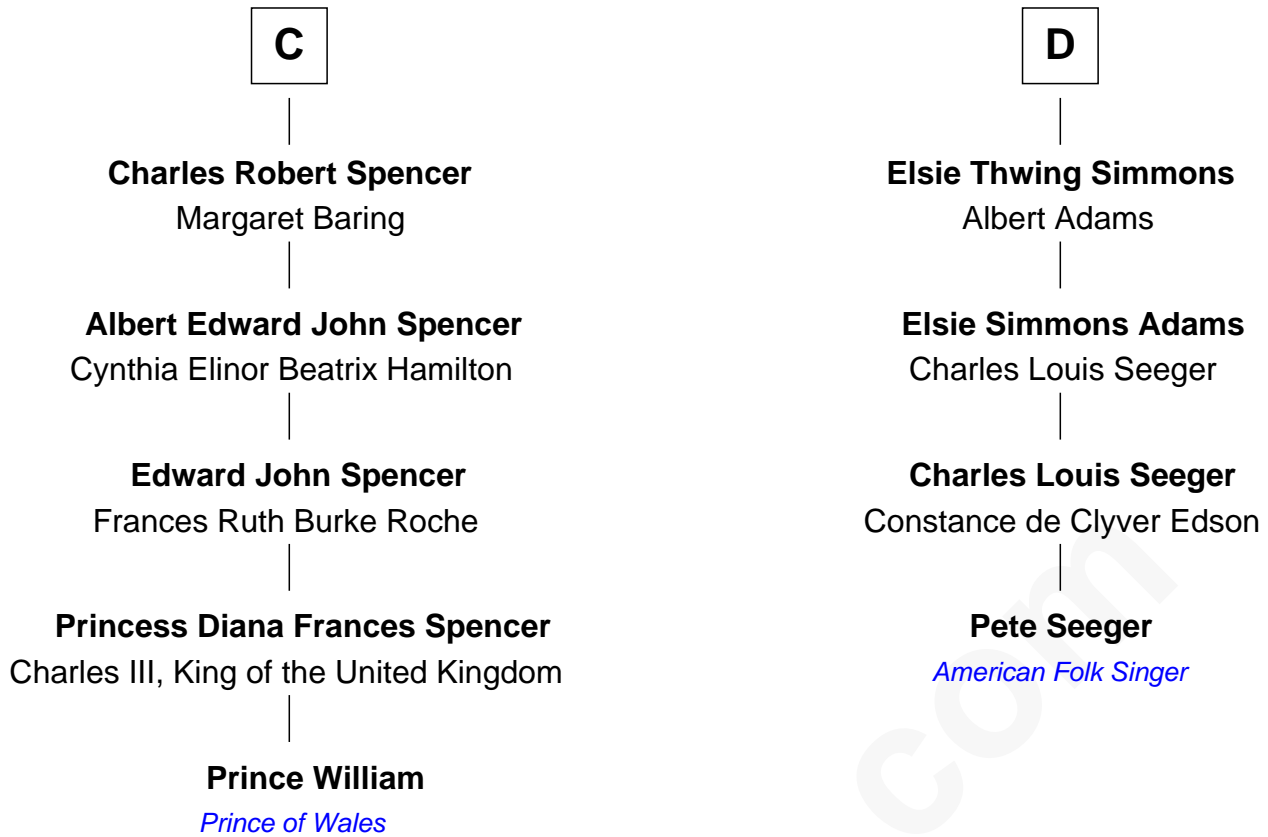 C
Charles Robert Spencer
Margaret Baring
Albert Edward John Spencer
Cynthia Elinor Beatrix Hamilton
Edward John Spencer
Frances Ruth Burke Roche
Princess Diana Frances Spencer
Charles III, King of the United Kingdom
Prince William
Prince of Wales
D
Elsie Thwing Simmons
Albert Adams
Elsie Simmons Adams
Charles Louis Seeger
Charles Louis Seeger
Constance de Clyver Edson
Pete Seeger
American Folk Singer
com